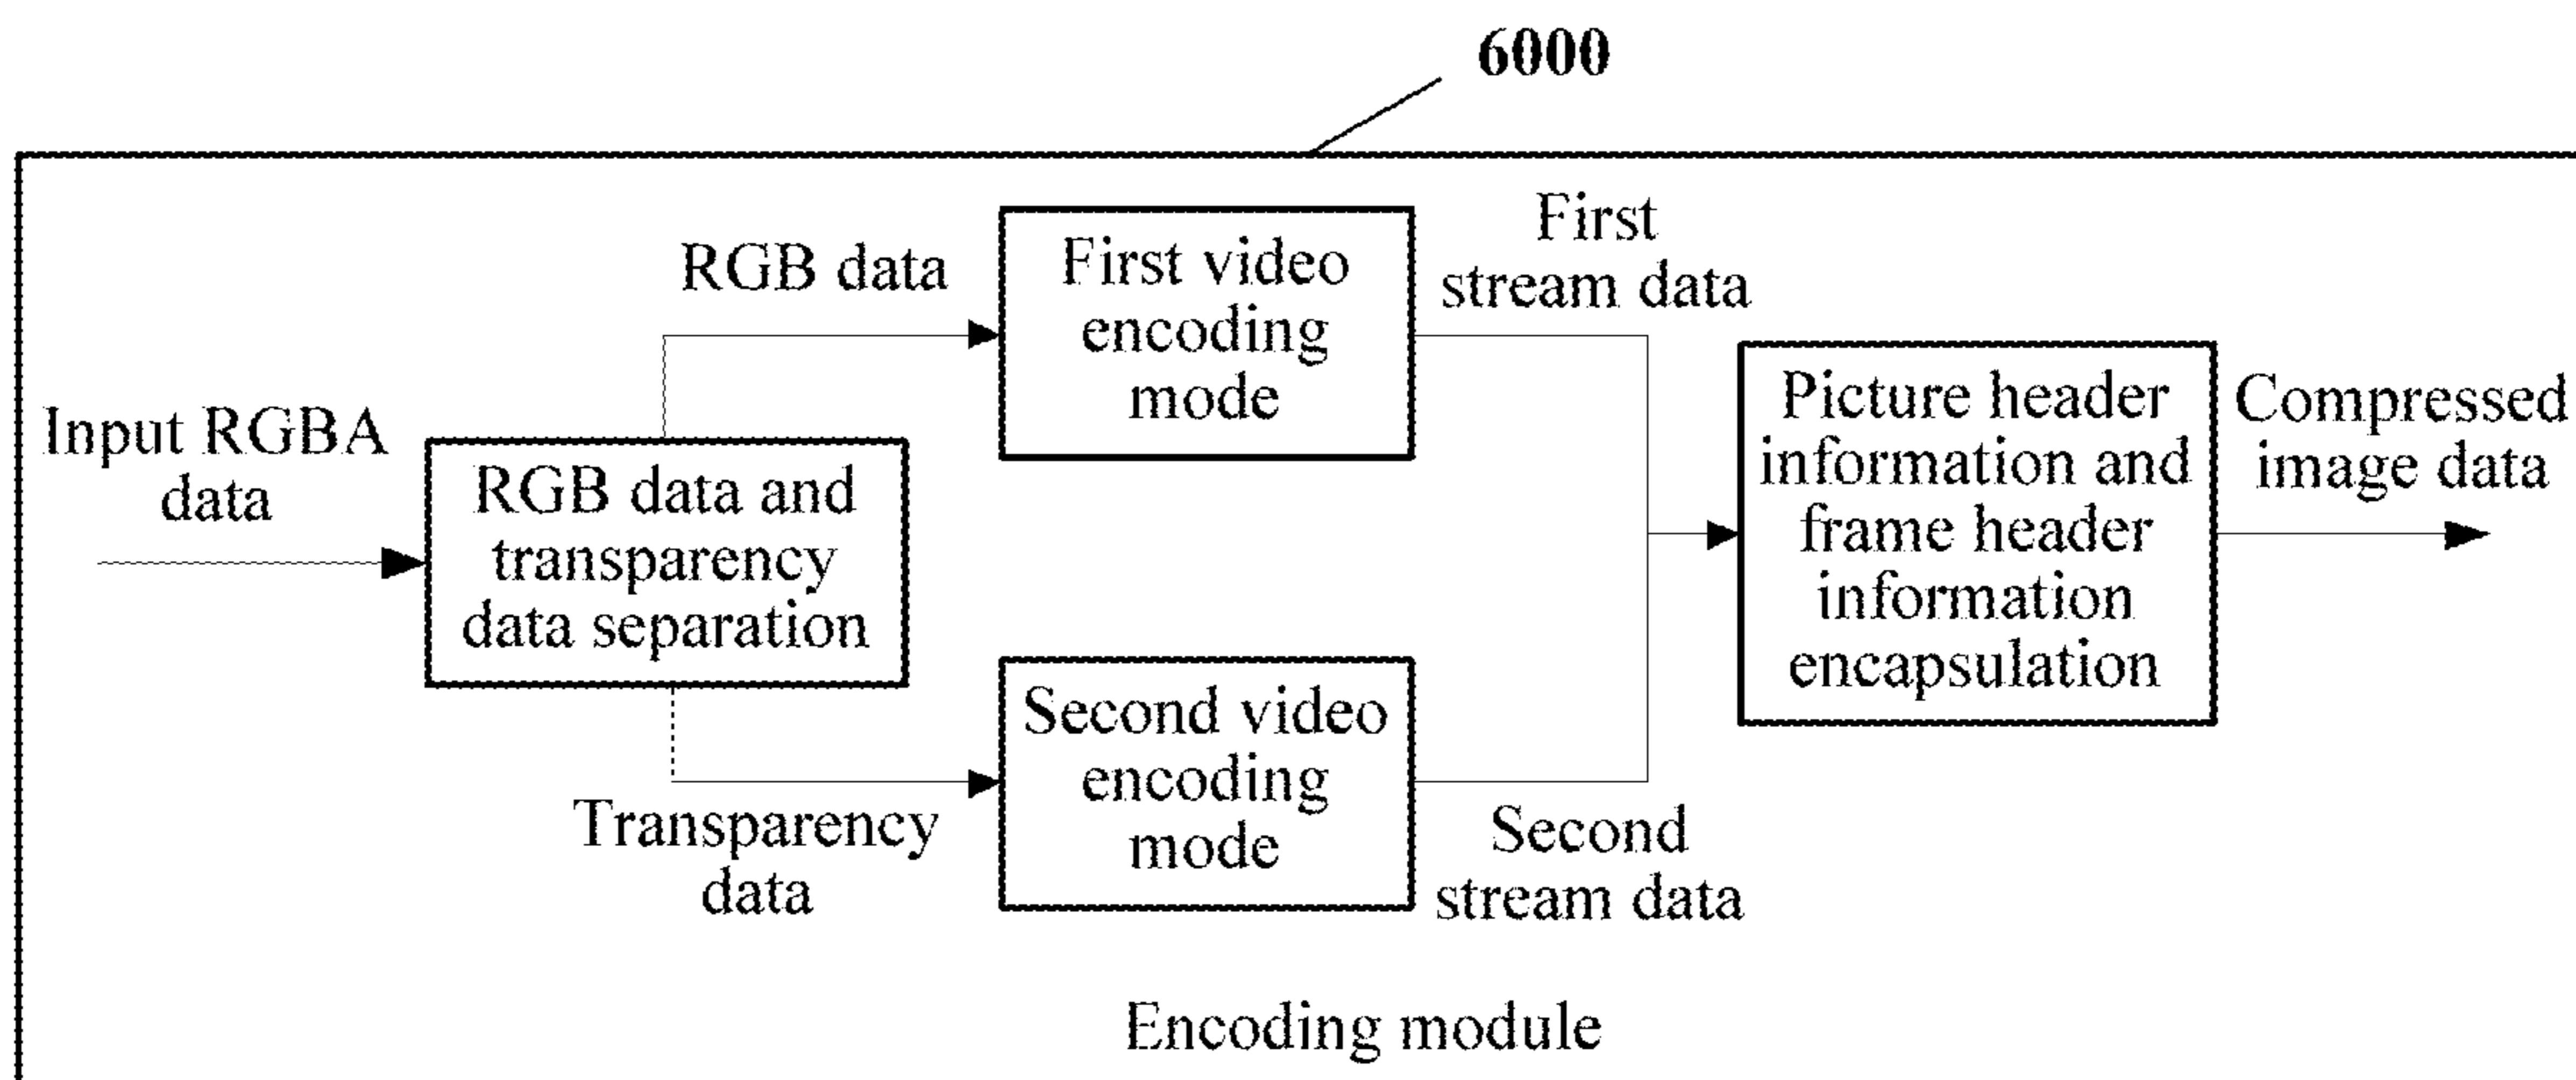 6000
Input RGBA
data
RGB data and
transparency
data separation
RGB data
First video
encoding
mode
First
stream data
Transparency
data
Second video
encoding
mode
Second
stream data
Picture header
information and
frame header
information
encapsulation
Compressed
image data
Encoding module